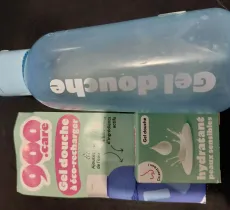 Gel douche
900
.care
Gel douche
à éco-recharger
Gel douche
hydratant
peaux sensibles